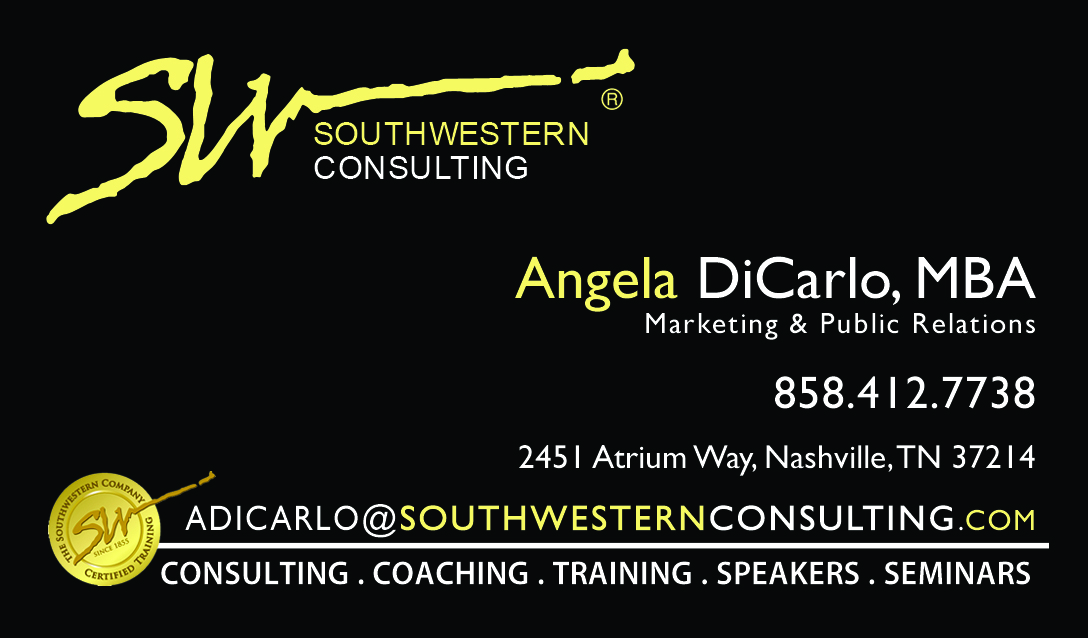 SW
®
SOUTHWESTERN
CONSULTING
Angela DiCarlo, MBA
Marketing & Public Relations
858.412.7738
2451 Atrium Way, Nashville, TN 37214
ADICARLO@SOUTHWESTERNCONSULTING.COM
THE SOUTHWESTERN COMPANY
SW
SINCE 1855
CERTIFIED TRAINING
CONSULTING . COACHING . TRAINING . SPEAKERS . SEMINARS